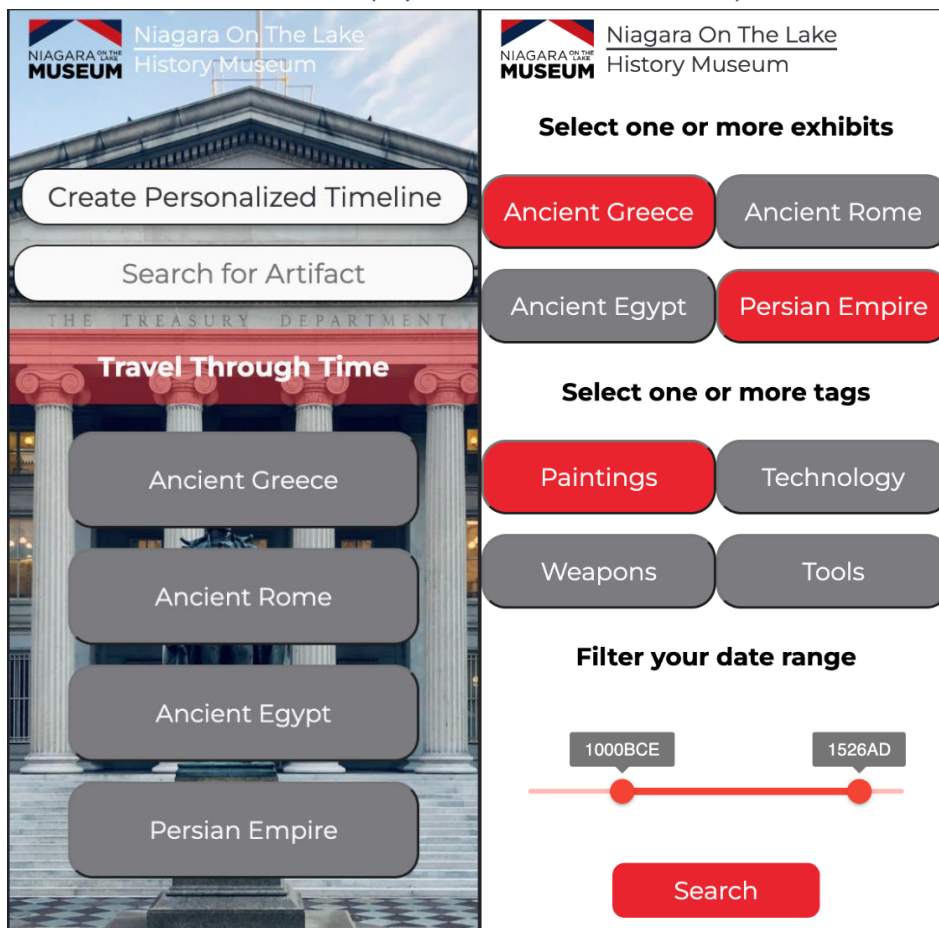 NIAGARA ON THE LAKE
MUSEUM
Niagara On The Lake
History Museum
Create Personalized Timeline
Search for Artifact
THE TREASURY DEPARTMENT
Travel Through Time
Ancient Greece
Ancient Rome
Ancient Egypt
Persian Empire
NIAGARA ON THE LAKE
MUSEUM
Niagara On The Lake
History Museum
Select one or more exhibits
Ancient Greece
Ancient Rome
Ancient Egypt
Persian Empire
Select one or more tags
Paintings
Technology
Weapons
Tools
Filter your date range
1000BCE
1526AD
Search